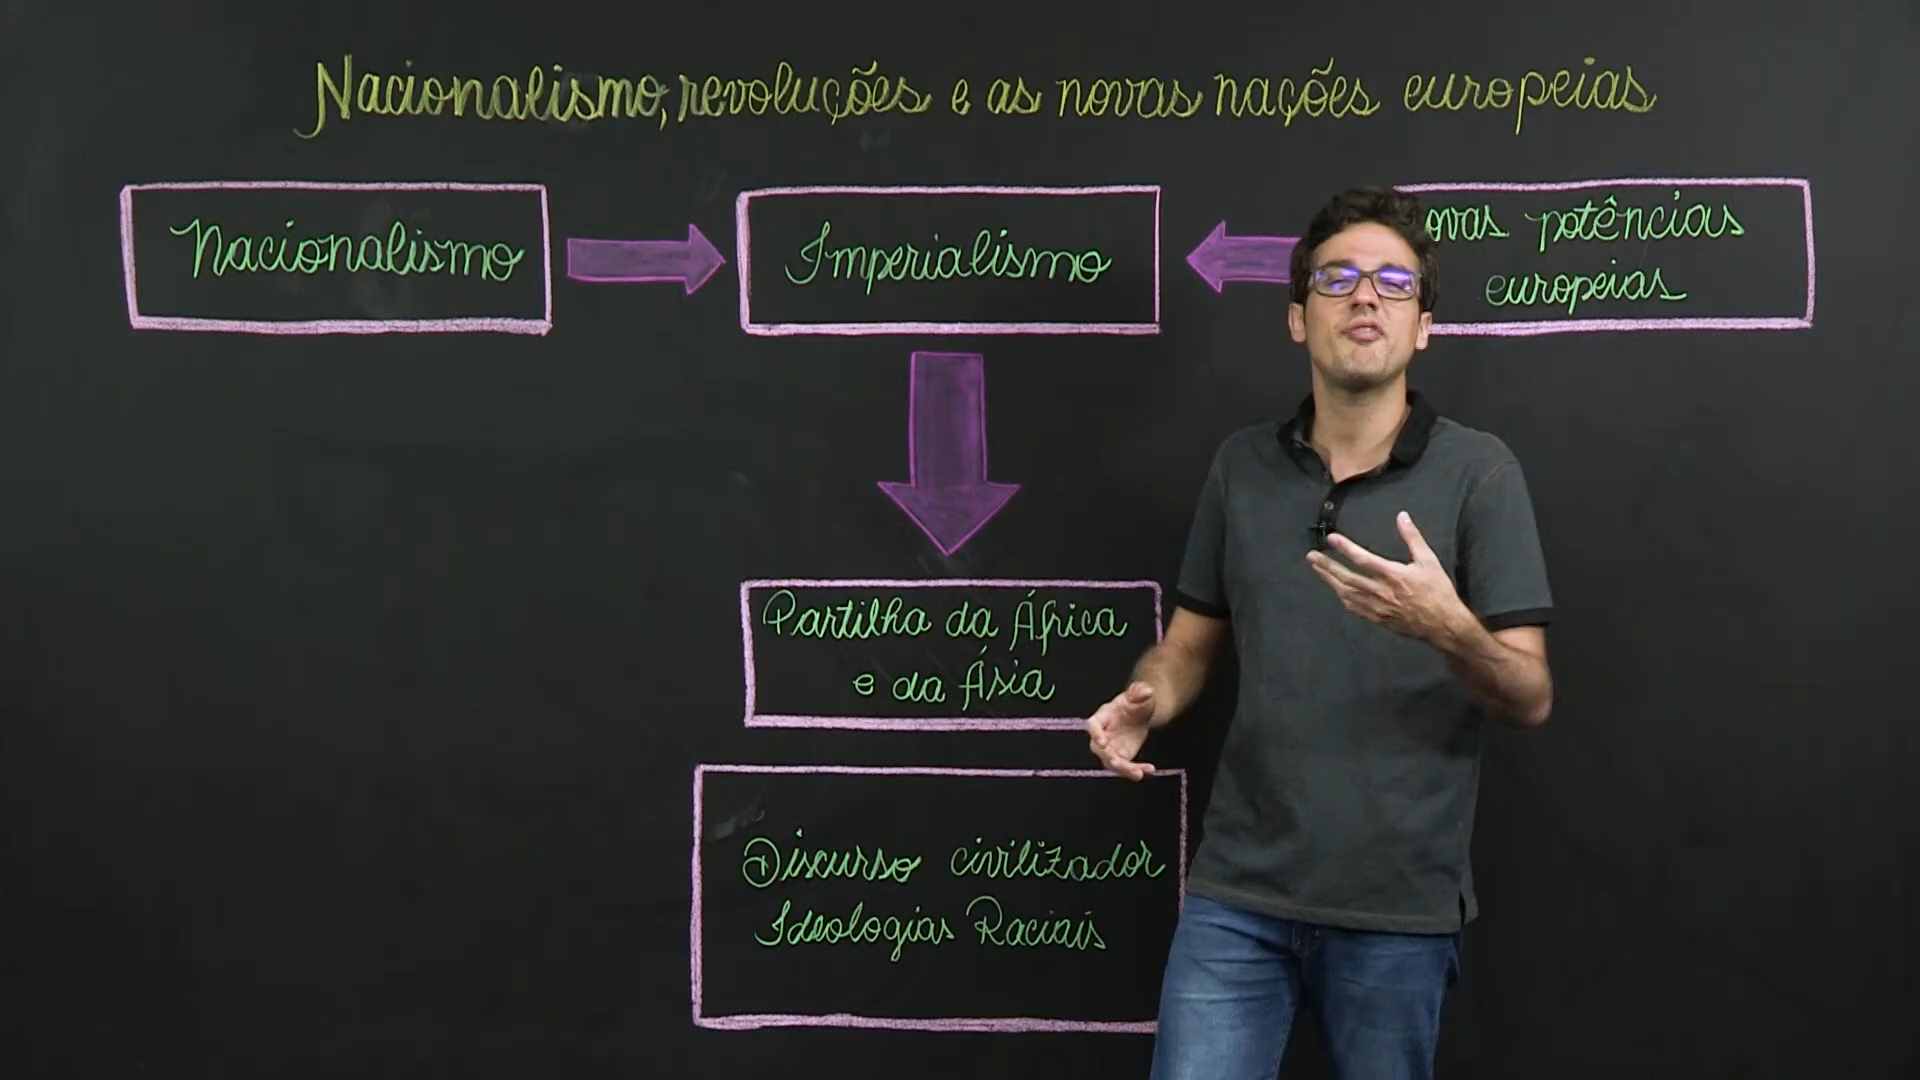 Nacionalismo, revoluções e as novas nações europeias
Nacionalismo
Imperialismo
ovas potências
europeias
Partilha da África
e da Ásia
Discurso civilizador
Ideologias Raciais